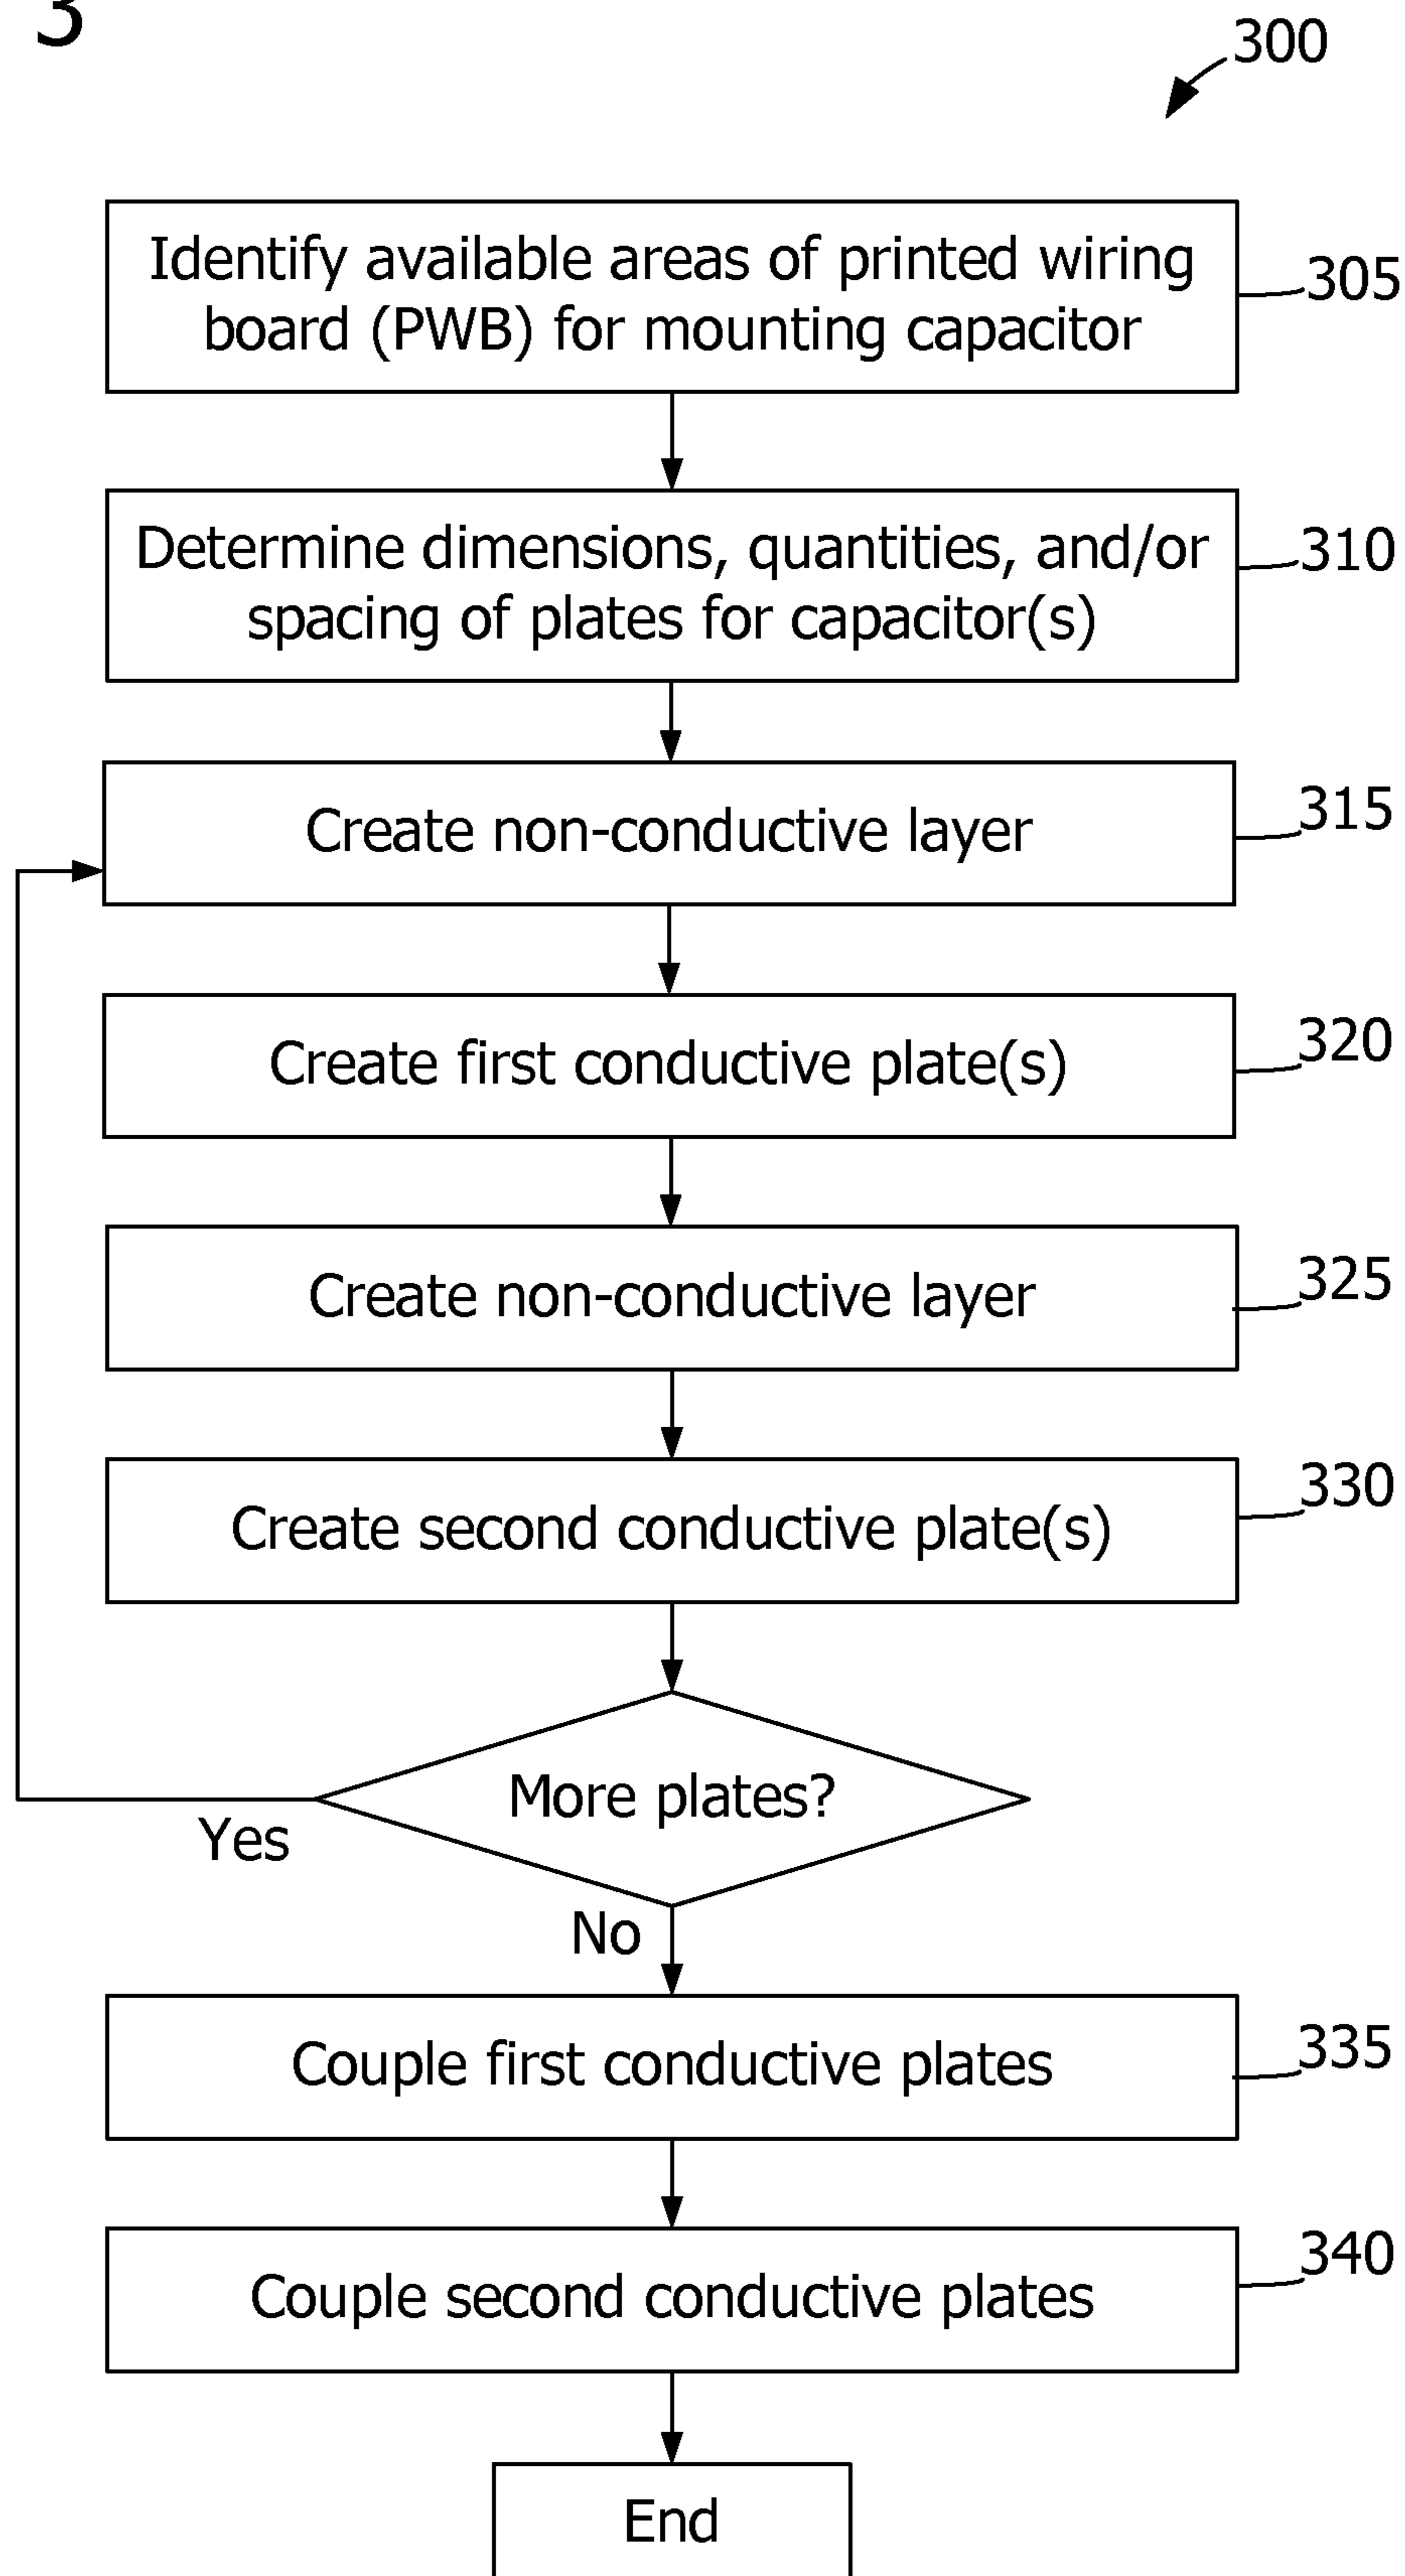 3
300
Identify available areas of printed wiring
board (PWB) for mounting capacitor
305
Determine dimensions, quantities, and/or
spacing of plates for capacitor(s)
310
Create non-conductive layer
315
Create first conductive plate(s)
320
Create non-conductive layer
325
Create second conductive plate(s)
330
More plates?
Yes
No
Couple first conductive plates
335
Couple second conductive plates
340
End